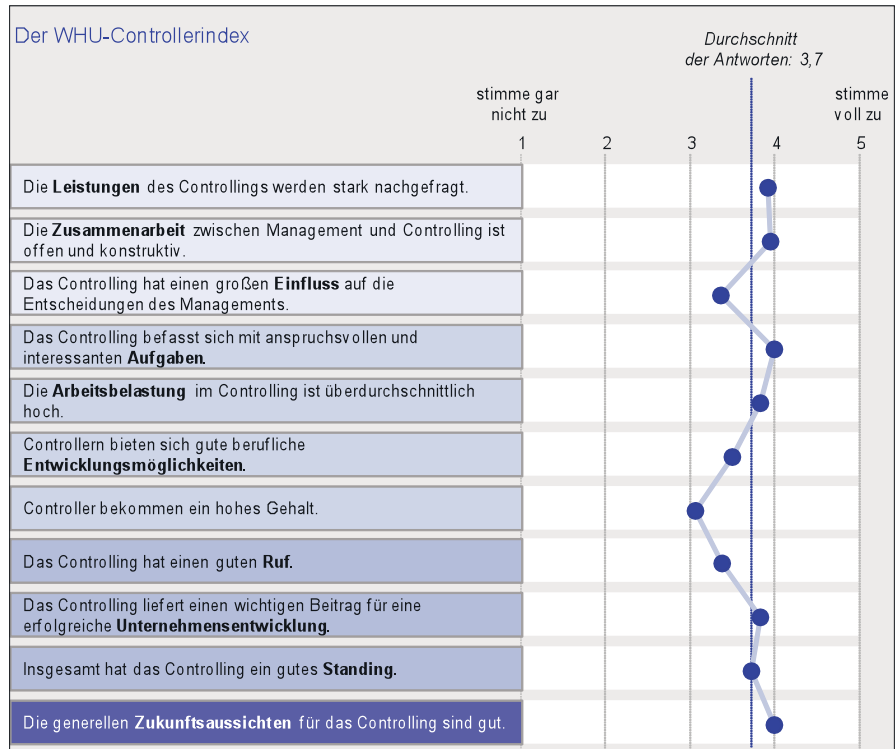 Der WHU-Controllerindex
Durchschnitt
der Antworten: 3,7
stimme gar
nicht zu
stimme
voll zu
1 2 3 4 5
Die Leistungen des Controllings werden stark nachgefragt.
Die Zusammenarbeit zwischen Management und Controlling ist
offen und konstruktiv.
Das Controlling hat einen großen Einfluss auf die
Entscheidungen des Managements.
Das Controlling befasst sich mit anspruchsvollen und
interessanten Aufgaben.
Die Arbeitsbelastung im Controlling ist überdurchschnittlich
hoch.
Controllern bieten sich gute berufliche
Entwicklungsmöglichkeiten.
Controller bekommen ein hohes Gehalt.
Das Controlling hat einen guten Ruf.
Das Controlling liefert einen wichtigen Beitrag für eine
erfolgreiche Unternehmensentwicklung.
Insgesamt hat das Controlling ein gutes Standing.
Die generellen Zukunftsaussichten für das Controlling sind gut.